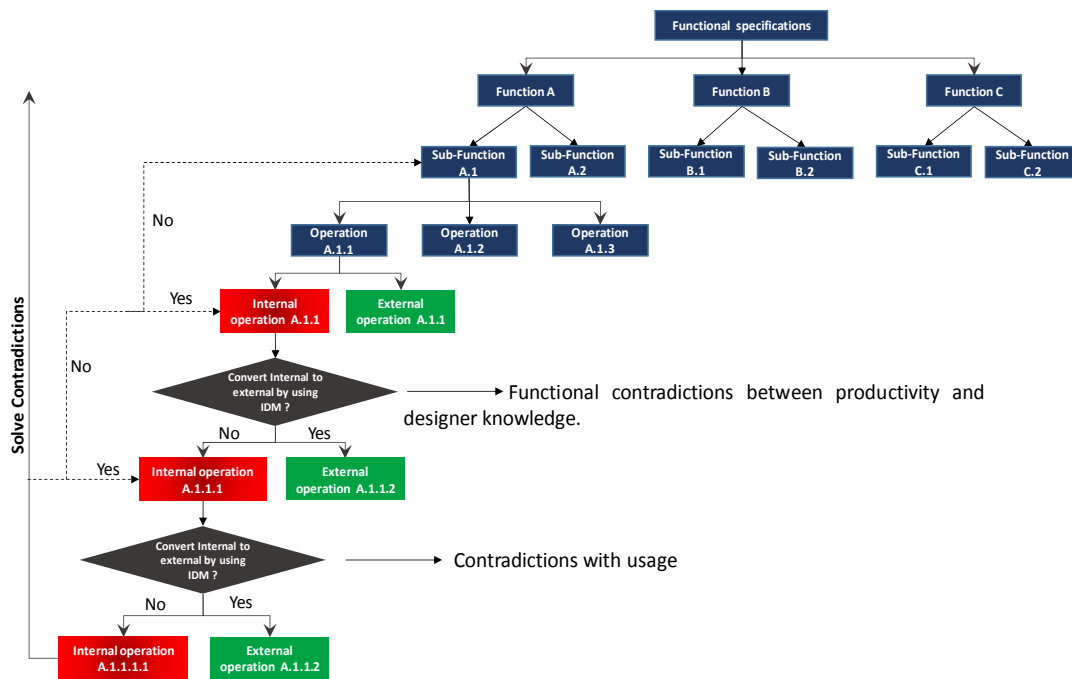 Functional specifications
Function A
Function B
Function C
Sub-Function
A.1
Sub-Function
A.2
Sub-Function
B.1
Sub-Function
B.2
Sub-Function
C.1
Sub-Function
C.2
No
Operation
A.1.1
Operation
A.1.2
Operation
A.1.3
Yes
Internal
operation A.1.1
External
operation A.1.1
Solve Contradictions
No
Convert Internal to
external by using
IDM ?
Functional contradictions between productivity and
designer knowledge.
No
Yes
Yes
Internal operation
A.1.1.1
External
operation A.1.1.2
Convert Internal to
external by using
IDM ?
Contradictions with usage
No
Yes
Internal operation
A.1.1.1.1
External
operation A.1.1.2